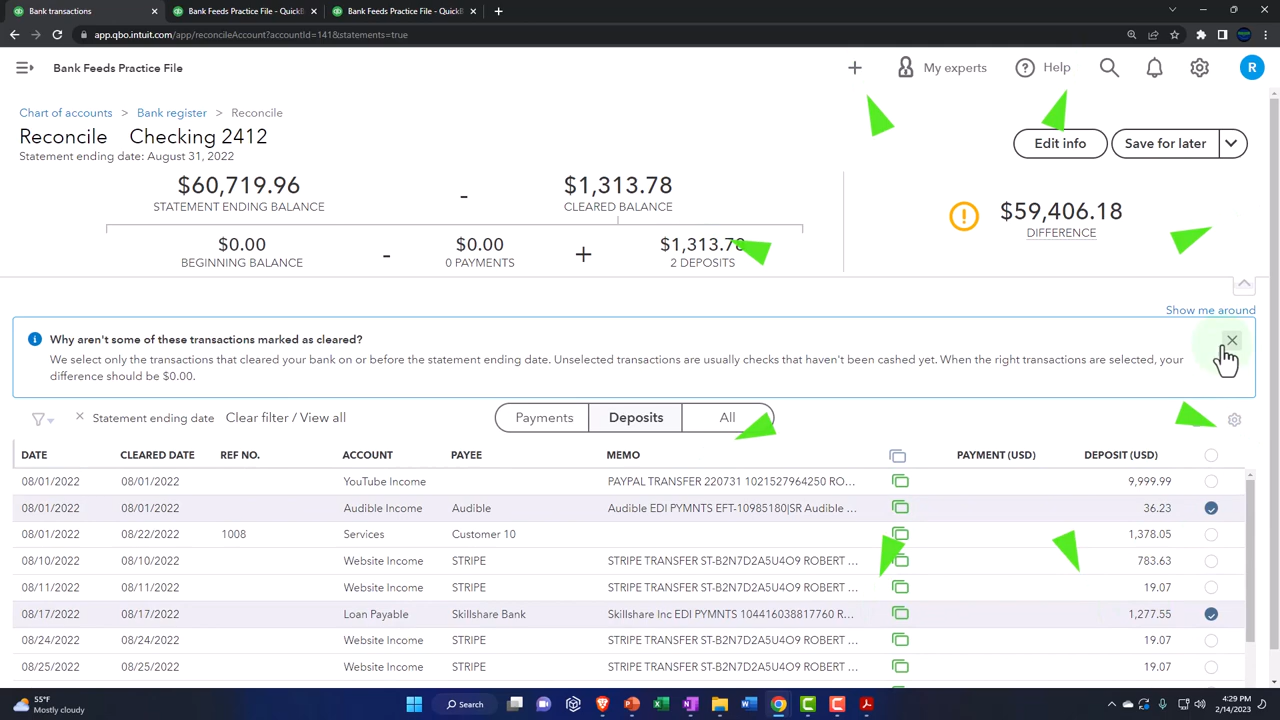 Bank transactions
Bank Feeds Practice File - QuickB
Bank Feeds Practice File - QuickB
app.qbo.intuit.com/app/reconcileAccount?accountId=141&statements=true
Bank Feeds Practice File
My experts
Help
R
Chart of accounts > Bank register > Reconcile
Reconcile Checking 2412
Statement ending date: August 31, 2022
Edit info
Save for later
$60,719.96 - $1,313.78
STATEMENT ENDING BALANCE CLEARED BALANCE
$59,406.18
DIFFERENCE
$0.00 - $0.00 + $1,313.78
BEGINNING BALANCE 0 PAYMENTS 2 DEPOSITS
Show me around
Why aren't some of these transactions marked as cleared?
We select only the transactions that cleared your bank on or before the statement ending date. Unselected transactions are usually checks that haven't been cashed yet. When the right transactions are selected, your
difference should be $0.00.
Statement ending date Clear filter / View all Payments Deposits All
DATE CLEARED DATE REF NO. ACCOUNT PAYEE MEMO PAYMENT (USD) DEPOSIT (USD)
08/01/2022 08/01/2022 YouTube Income PAYPAL TRANSFER 220731 1021527964250 RO... 9,999.99
08/01/2022 08/01/2022 Audible Income Audible Audible EDI PYMNTS EFT-10985180|SR Audible ... 36.23
08/01/2022 08/22/2022 1008 Services Customer 10 1,378.05
08/10/2022 08/10/2022 Website Income STRIPE STRIPE TRANSFER ST-B2N7D2A5U4O9 ROBERT ... 783.63
08/11/2022 08/11/2022 Website Income STRIPE STRIPE TRANSFER ST-B2N7D2A5U4O9 ROBERT ... 19.07
08/17/2022 08/17/2022 Loan Payable Skillshare Bank Skillshare Inc EDI PYMNTS 104416038817760 R... 1,277.55
08/24/2022 08/24/2022 Website Income STRIPE STRIPE TRANSFER ST-B2N7D2A5U4O9 ROBERT ... 19.07
08/25/2022 08/25/2022 Website Income STRIPE STRIPE TRANSFER ST-B2N7D2A5U4O9 ROBERT ... 19.07
55°F
Mostly cloudy
Search
4:29 PM
2/14/2023